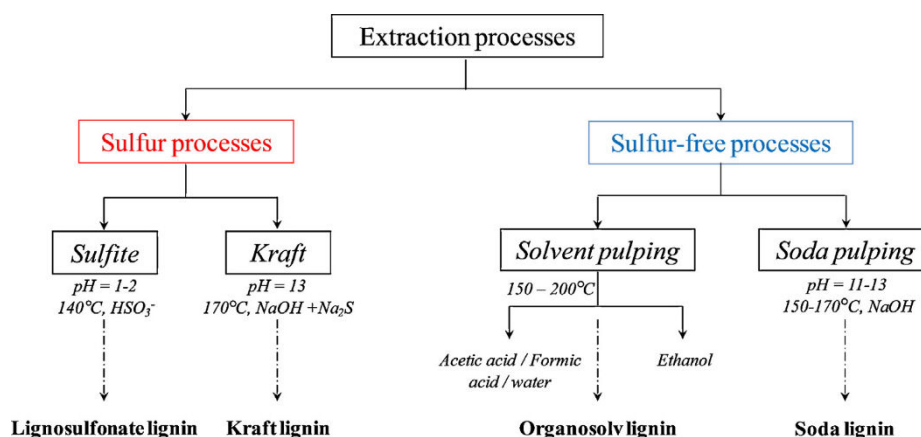 Extraction processes
Sulfur processes
Sulfur-free processes
Sulfite
Kraft
Solvent pulping
Soda pulping
pH = 1-2
140°C, HSO₃⁻
pH = 13
170°C, NaOH +Na₂S
150 – 200°C
pH = 11-13
150-170°C, NaOH
Acetic acid / Formic
acid / water
Ethanol
Lignosulfonate lignin
Kraft lignin
Organosolv lignin
Soda lignin